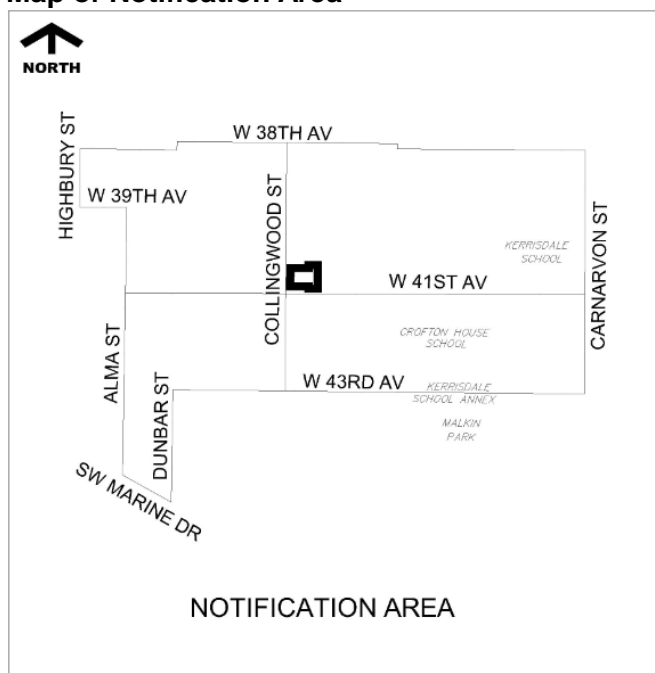 Map of Notification Area
NORTH
W 38TH AV
HIGHBURY ST
W 39TH AV
COLLINGWOOD ST
KERRISDALE
SCHOOL
CARNARVON ST
W 41ST AV
ALMA ST
CROFTON HOUSE
SCHOOL
DUNBAR ST
W 43RD AV
KERRISDALE
SCHOOL ANNEX
MALKIN
PARK
SW MARINE DR
NOTIFICATION AREA